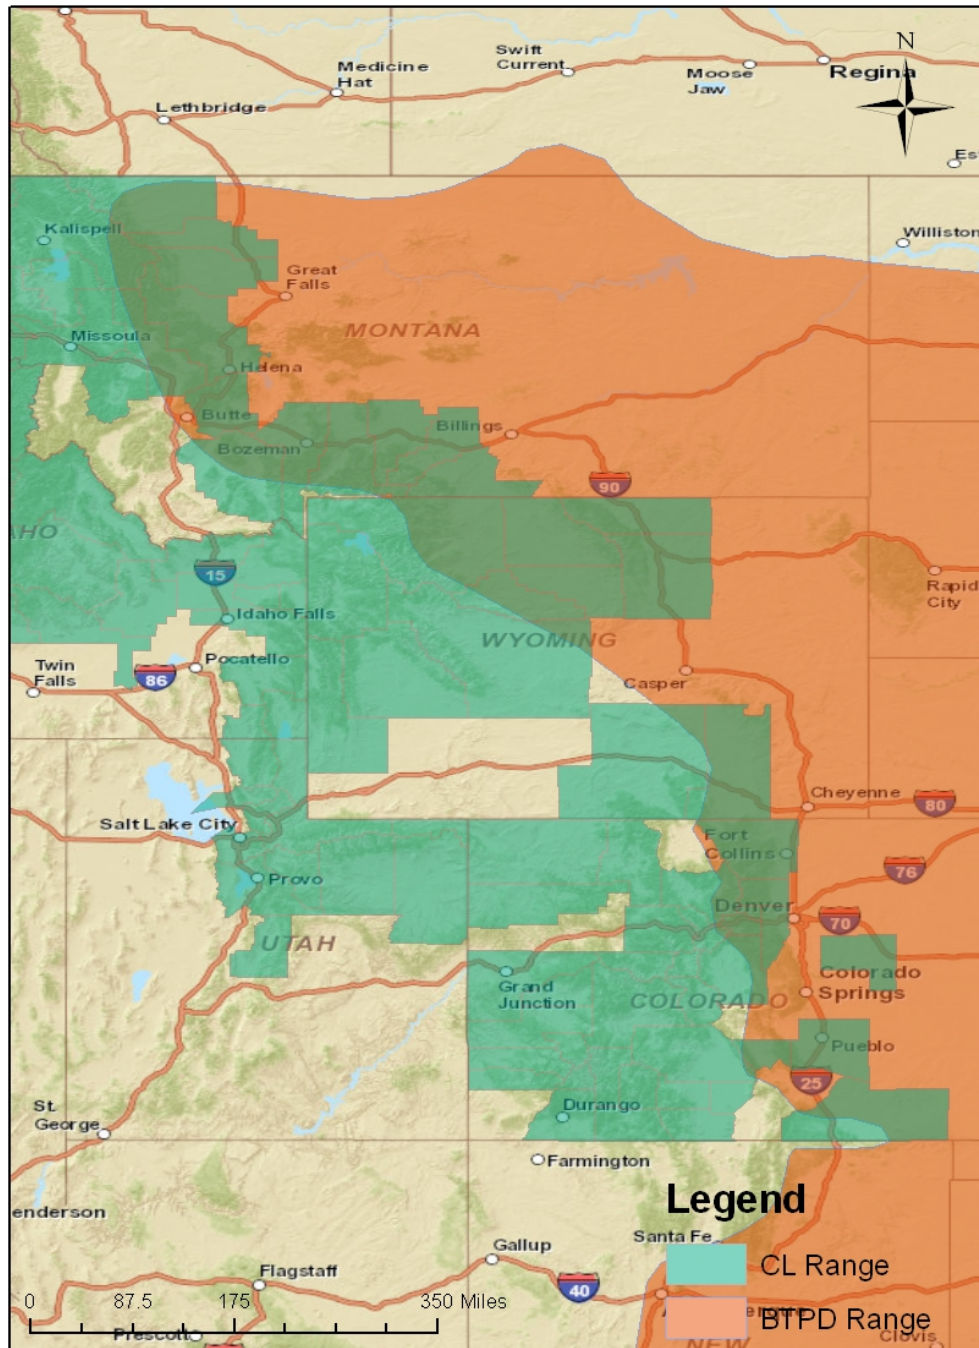 N
Swift
Current
Medicine
Hat
Moose
Jaw
Regina
Lethbridge
Kalispell
Williston
Great
Falls
MONTANA
Missoula
Helena
Butte
Billings
Bozeman
90
15
Rapid
City
Idaho Falls
WYOMING
Twin
Falls
Pocatello
86
Casper
Cheyenne
80
Salt Lake City
Fort
Collins
76
Provo
Denver
70
UTAH
Grand
Junction
COLORADO
Colorado
Springs
Pueblo
25
St.
George
Durango
Farmington
Legend
enderson
Santa Fe
Gallup
CL Range
Flagstaff
40
0 87.5 175 350 Miles
BTPD Range
Prescott
NEW
Clovis